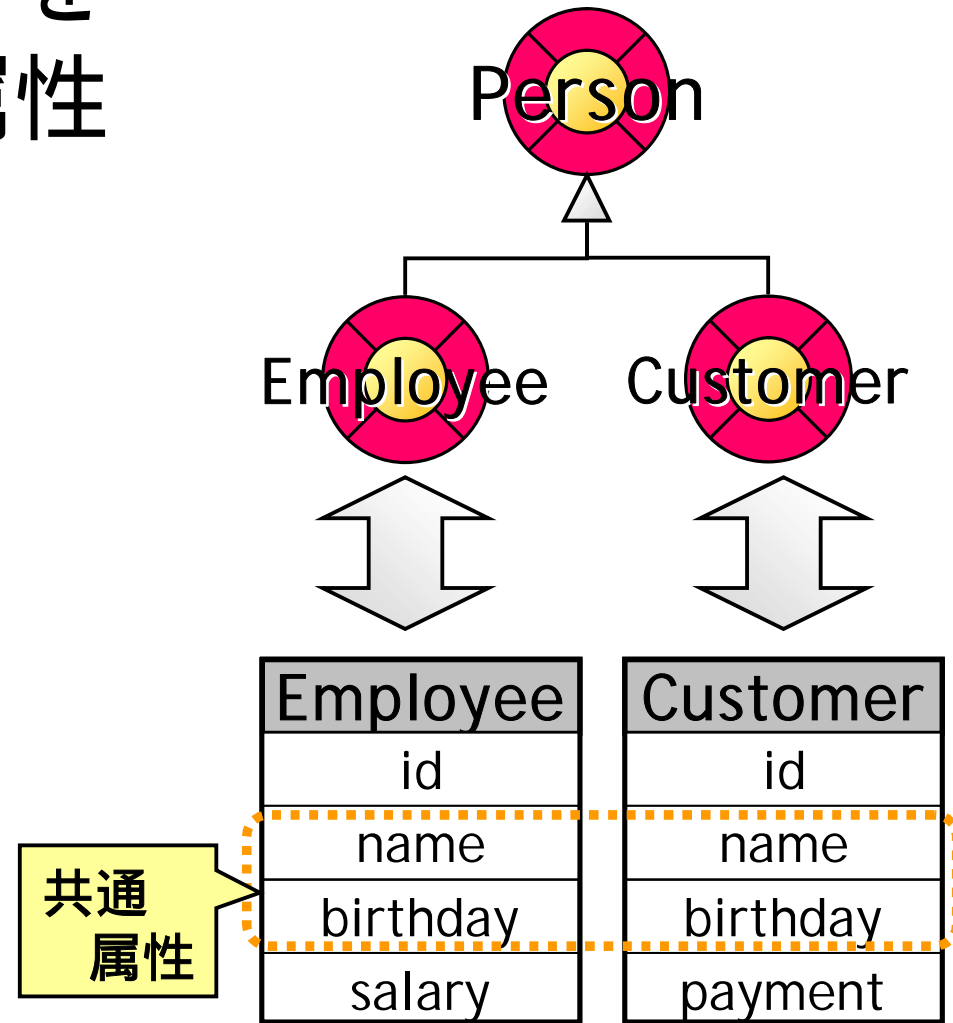 を
属性
Person
Employee
Customer
Employee
Customer
id
id
name
name
共通
属性
birthday
birthday
salary
payment